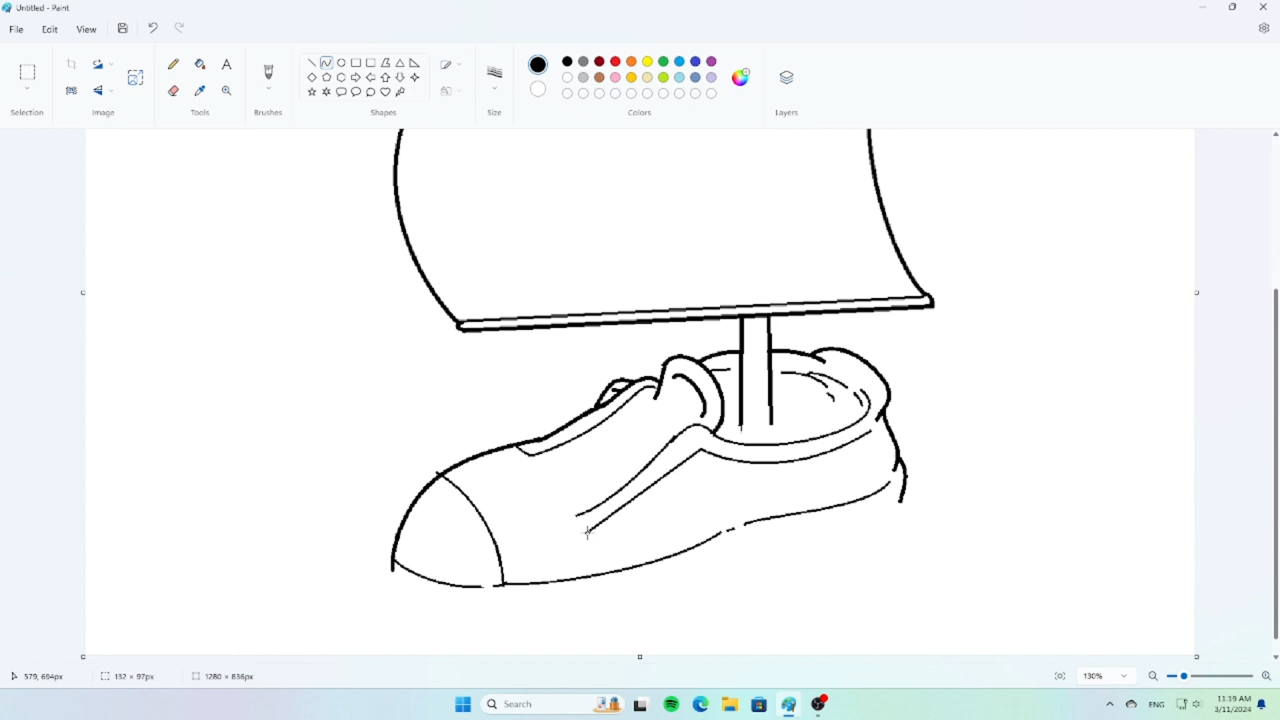 Untitled - Paint
File Edit View
Selection Image Tools Brushes Shapes Size Colors Layers
579, 694px 132 × 97px 1280 × 836px 130%
Search ENG 11:19 AM
3/11/2024